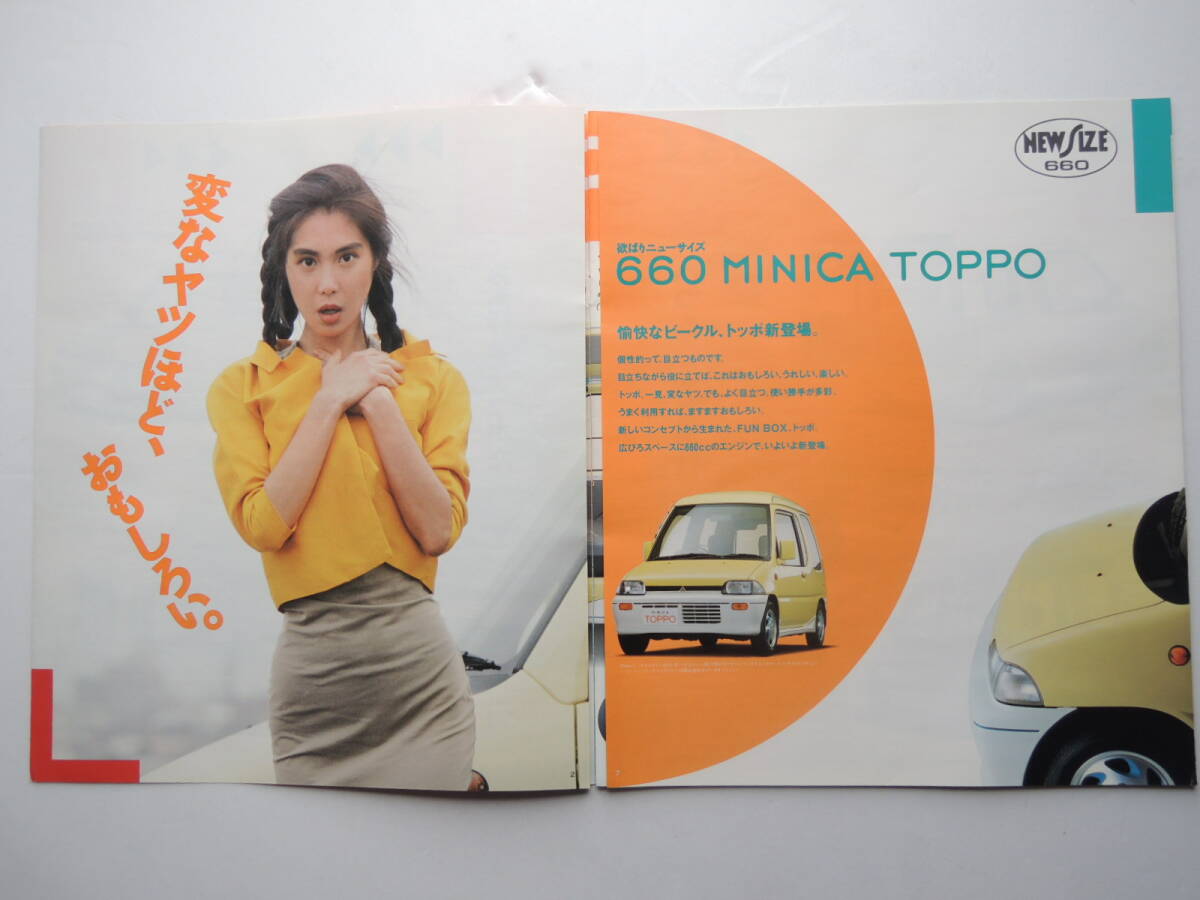 変なヤツほど、
おもしろい。
2
NEW SIZE
660
欲ばりニューサイズ
660 MINICA TOPPO
愉快なビークル、トッポ新登場。
個性的って、目立つものです。
目立ちながら役に立てば、これはおもしろい、うれしい、楽しい。
トッポ、一見、変なヤツ。でも、よく目立つ、使い勝手が多彩。
うまく利用すれば、ますますおもしろい。
新しいコンセプトから生まれた、FUN BOX、トッポ。
広びろスペースに660ccのエンジンで、いよいよ新登場。
MINICA
TOPPO
7